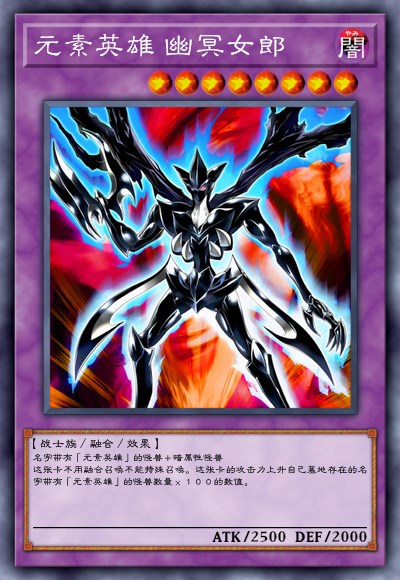 元素英雄 幽冥女郎
やみ
闇
【战士族／融合／效果】
名字带有「元素英雄」的怪兽＋暗属性怪兽
这张卡不用融合召唤不能特殊召唤。这张卡的攻击力上升自己墓地存在的名
字带有「元素英雄」的怪兽数量×１００的数值。
ATK/2500 DEF/2000